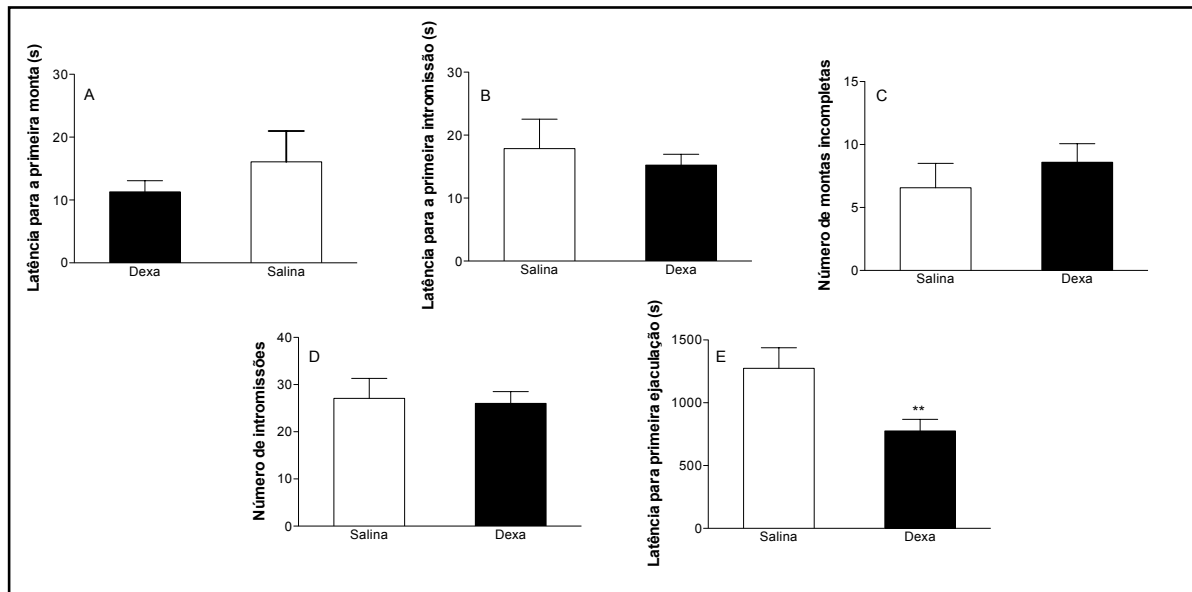 Latência para a primeira monta (s)
A
30
20
10
0
Dexa
Salina
Latência para a primeira intromissão (s)
B
30
20
10
0
Salina
Dexa
Número de montas incompletas
C
15
10
5
0
Salina
Dexa
Número de intromissões
D
40
30
20
10
0
Salina
Dexa
Latência para primeira ejaculação (s)
E
1500
1000
500
0
**
Salina
Dexa